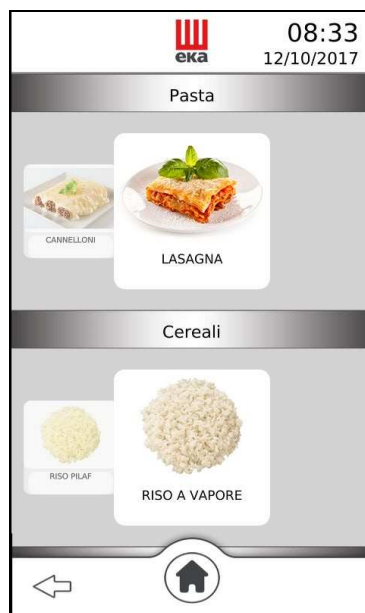 eka
08:33
12/10/2017
Pasta
CANNELLONI
LASAGNA
Cereali
RISO PILAF
RISO A VAPORE